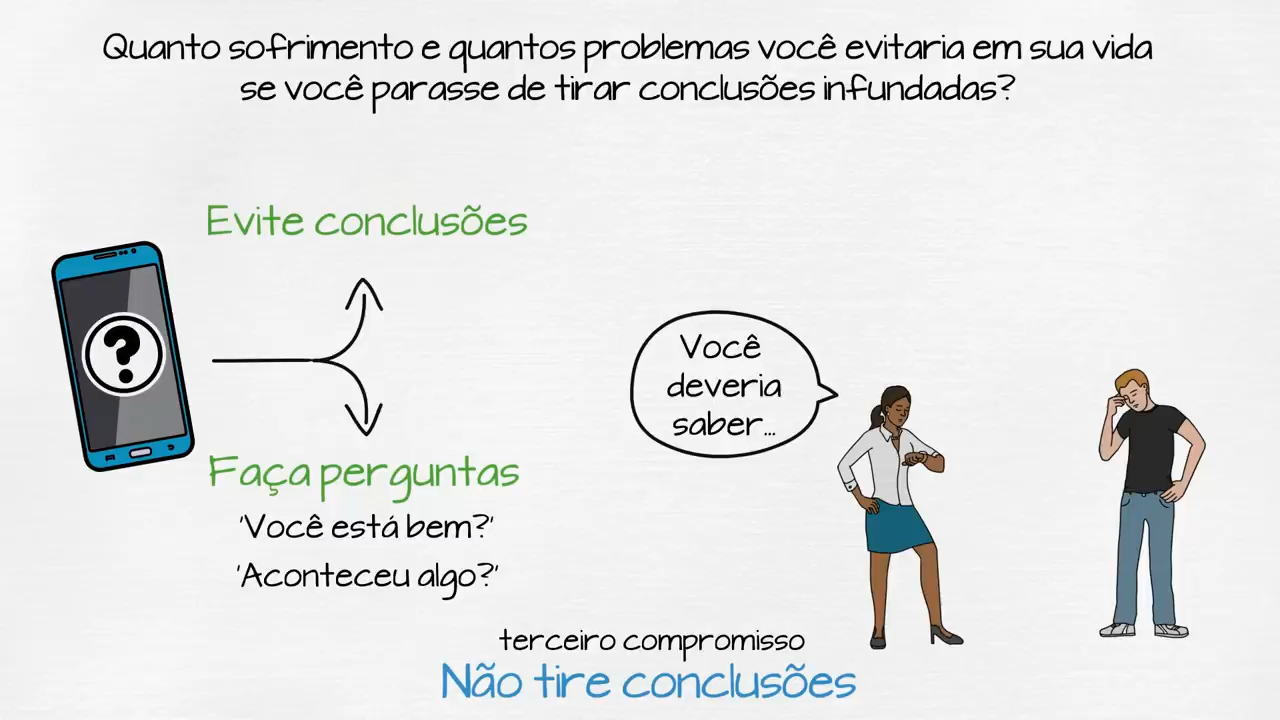 Quanto sofrimento e quantos problemas você evitaria em sua vida
se você parasse de tirar conclusões infundadas?
Evite conclusões
?
Faça perguntas
'Você está bem?'
'Aconteceu algo?'
Você
deveria
saber...
terceiro compromisso
Não tire conclusões